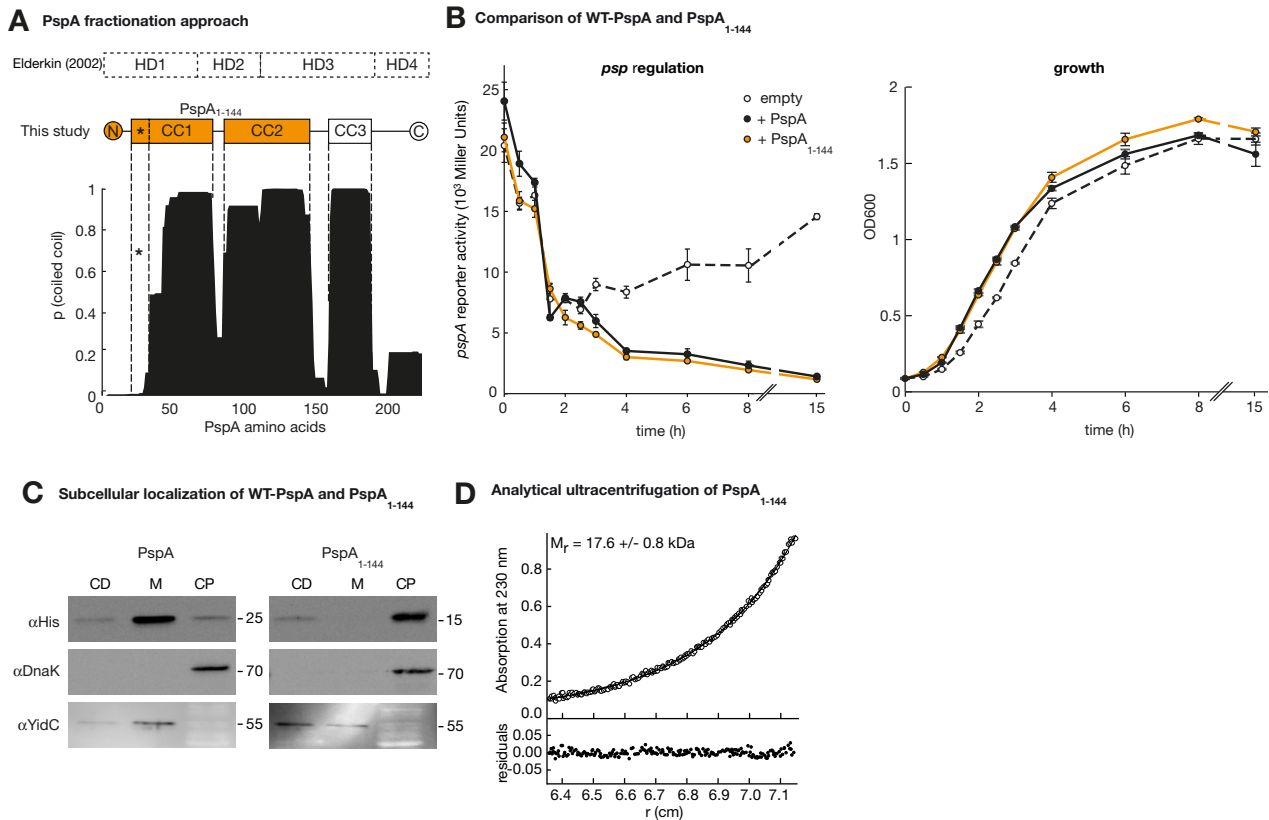 A PspA fractionation approach
Elderkin (2002) HD1 HD2 HD3 HD4
PspA1-144
This study N * CC1 CC2 CC3 C
p (coiled coil)
1
0.8
*
0.6
0.4
0.2
0
0 50 100 150 200
PspA amino acids
B Comparison of WT-PspA and PspA1-144
psp regulation
pspA reporter activity (10³ Miller Units)
25
20
15
10
5
0
empty
+ PspA
+ PspA1-144
0 2 4 6 8 15
time (h)
growth
OD600
2
1.5
1
0.5
0
0 2 4 6 8 15
time (h)
C Subcellular localization of WT-PspA and PspA1-144
PspA PspA1-144
CD M CP CD M CP
αHis -25 -15
αDnaK -70 -70
αYidC -55 -55
D Analytical ultracentrifugation of PspA1-144
Mr = 17.6 +/- 0.8 kDa
Absorption at 230 nm
0.8
0.6
0.4
0.2
0.0
residuals
0.05
0.00
-0.05
6.4 6.5 6.6 6.7 6.8 6.9 7.0 7.1
r (cm)